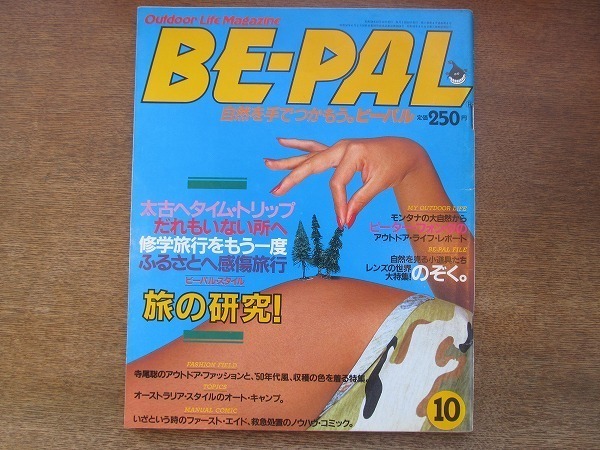 Outdoor Life Magazine
BE-PAL
自然を手でつかもう。ビーパル
定価250円
太古へタイム・トリップ
だれもいない所へ
修学旅行をもう一度
ふるさとへ感傷旅行
ビーパル・スタイル
旅の研究!
MY OUTDOOR LIFE
モンタナの大自然から
アウトドア・ライフ・レポート
BE-PAL FILE
自然を見る小道具たち
レンズの世界
大特集!
のぞく。
FASHION FIELD
寺尾聡のアウトドア・ファッションと、'50年代風、収穫の色を着る特集。
TOPICS
オーストラリア・スタイルのオート・キャンプ。
MANUAL COMIC
いざという時のファースト・エイド、救急処置のノウハウ・コミック。
10